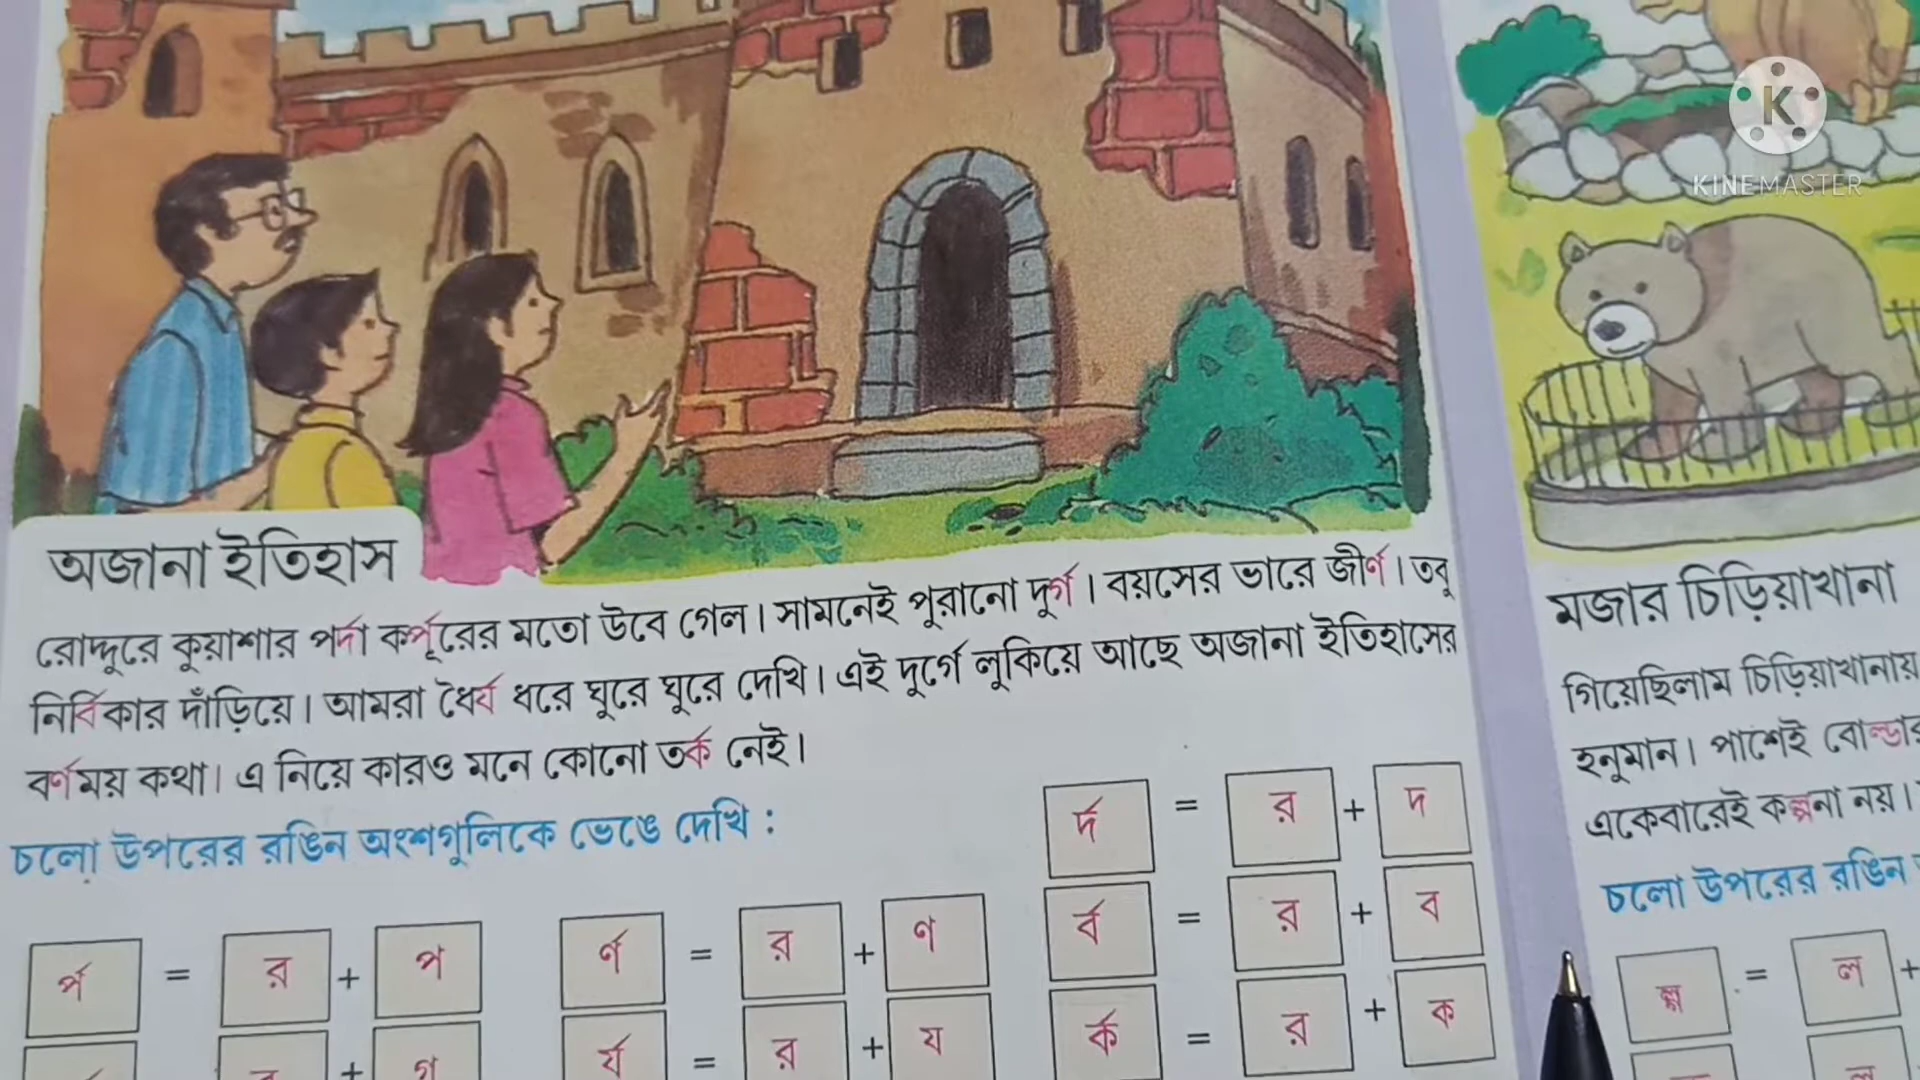 KINEMASTER
অজানা ইতিহাস
রোদ্দুরে কুয়াশার পর্দা কর্পূরের মতো উবে গেল। সামনেই পুরানো দুর্গ। বয়সের ভারে জীর্ণ। তবু
নির্বিকার দাঁড়িয়ে। আমরা ধৈর্য ধরে ঘুরে ঘুরে দেখি। এই দুর্গে লুকিয়ে আছে অজানা ইতিহাসের
বর্ণময় কথা। এ নিয়ে কারও মনে কোনো তর্ক নেই।
চলো উপরের রঙিন অংশগুলিকে ভেঙে দেখি :
র্দ = র + দ
র্প = র + প র্ণ = র + ণ র্ব = র + ব
+ গ র্য = র + য র্ক = র + ক
মজার চিড়িয়াখানা
গিয়েছিলাম চিড়িয়াখানায়
হনুমান। পাশেই বোল্ডার
একেবারেই কল্পনা নয়।
চলো উপরের রঙিন
ল্প = ল +